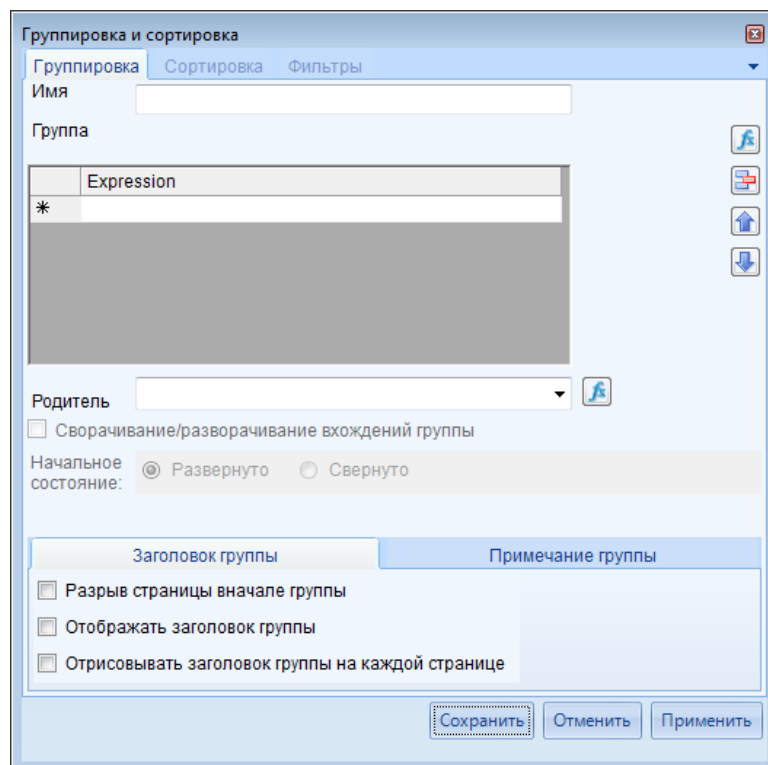 Группировка и сортировка
Группировка Сортировка Фильтры
Имя
Группа
Expression
Родитель
Сворачивание/разворачивание вхождений группы
Начальное
состояние:
Развернуто Свернуто
Заголовок группы Примечание группы
Разрыв страницы вначале группы
Отображать заголовок группы
Отрисовывать заголовок группы на каждой странице
Сохранить Отменить Применить